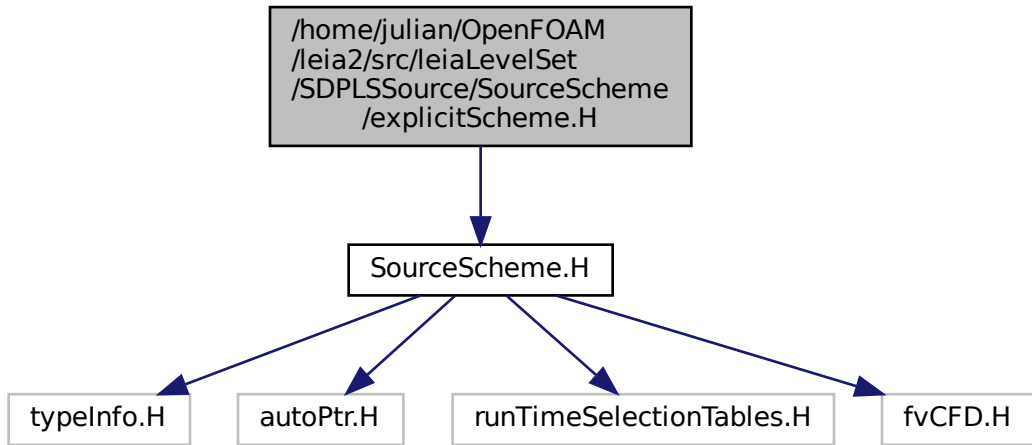 /home/julian/OpenFOAM
/leia2/src/leiaLevelSet
/SDPLSSource/SourceScheme
/explicitScheme.H
SourceScheme.H
typeInfo.H
autoPtr.H
runTimeSelectionTables.H
fvCFD.H